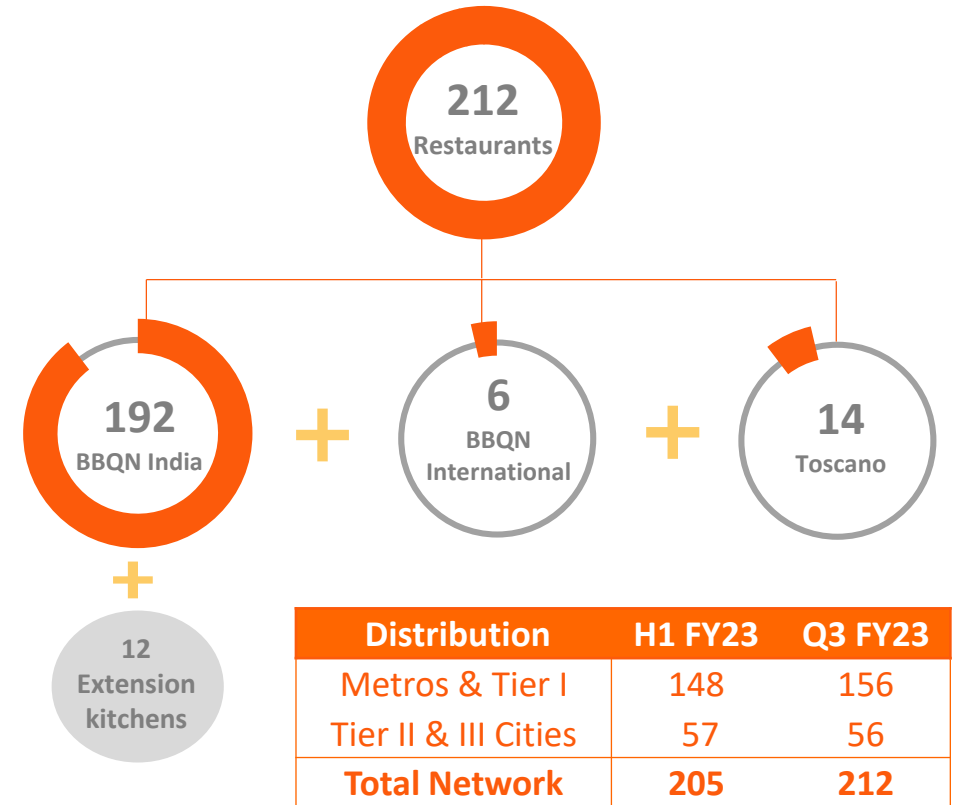 212
Restaurants
192
BBQN India
+
6
BBQN
International
+
14
Toscano
+
12
Extension
kitchens
Distribution H1 FY23 Q3 FY23
Metros & Tier I 148 156
Tier II & III Cities 57 56
Total Network 205 212